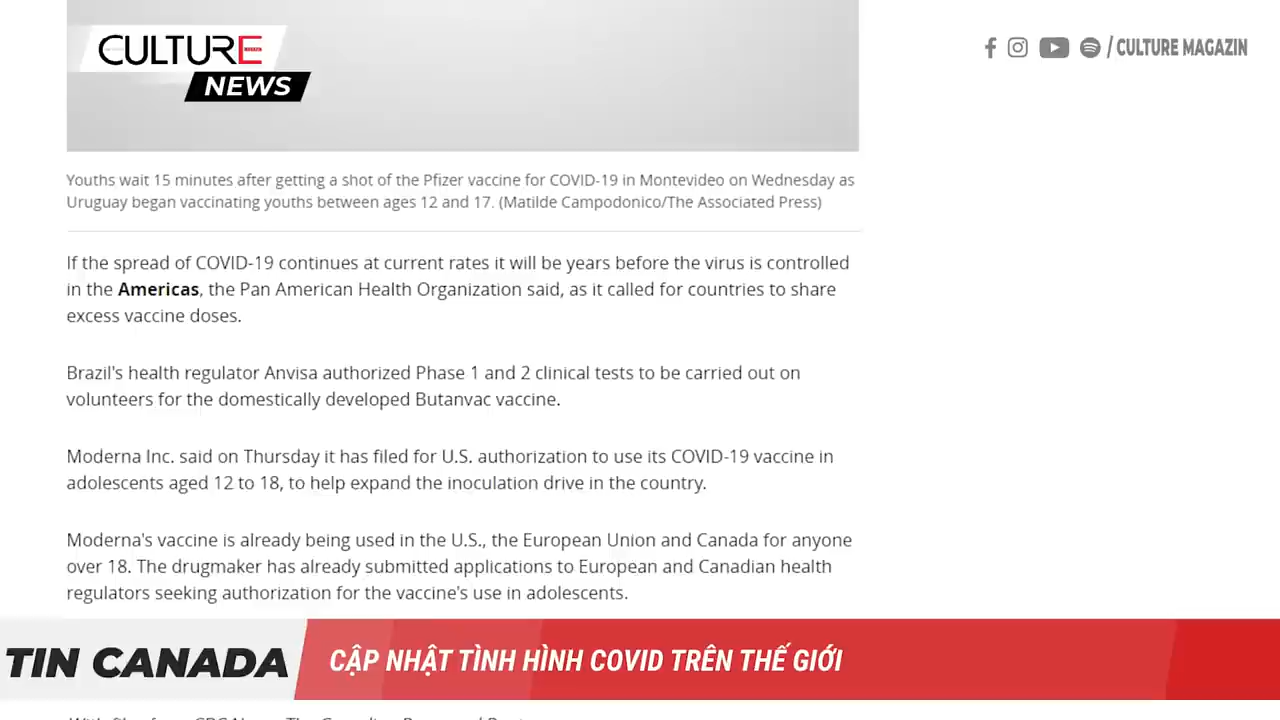 CULTURE
NEWS
/ CULTURE MAGAZIN
Youths wait 15 minutes after getting a shot of the Pfizer vaccine for COVID-19 in Montevideo on Wednesday as
Uruguay began vaccinating youths between ages 12 and 17. (Matilde Campodonico/The Associated Press)
If the spread of COVID-19 continues at current rates it will be years before the virus is controlled
in the Americas, the Pan American Health Organization said, as it called for countries to share
excess vaccine doses.
Brazil's health regulator Anvisa authorized Phase 1 and 2 clinical tests to be carried out on
volunteers for the domestically developed Butanvac vaccine.
Moderna Inc. said on Thursday it has filed for U.S. authorization to use its COVID-19 vaccine in
adolescents aged 12 to 18, to help expand the inoculation drive in the country.
Moderna's vaccine is already being used in the U.S., the European Union and Canada for anyone
over 18. The drugmaker has already submitted applications to European and Canadian health
regulators seeking authorization for the vaccine's use in adolescents.
TIN CANADA
CẬP NHẬT TÌNH HÌNH COVID TRÊN THẾ GIỚI